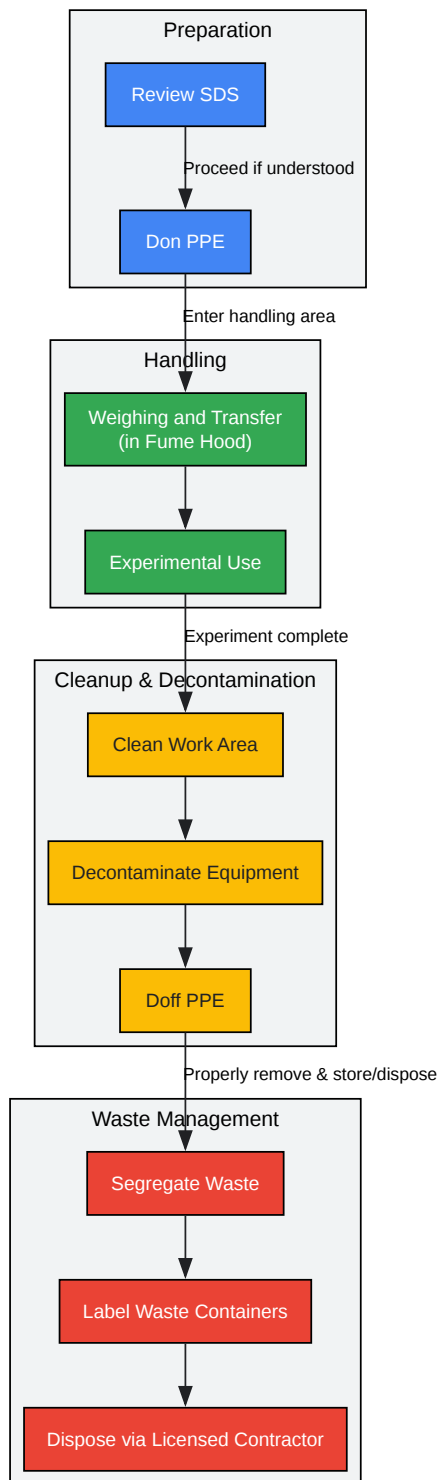 Preparation
Review SDS
Proceed if understood
Don PPE
Enter handling area
Handling
Weighing and Transfer
(in Fume Hood)
Experimental Use
Experiment complete
Cleanup & Decontamination
Clean Work Area
Decontaminate Equipment
Doff PPE
Properly remove & store/dispose
Waste Management
Segregate Waste
Label Waste Containers
Dispose via Licensed Contractor